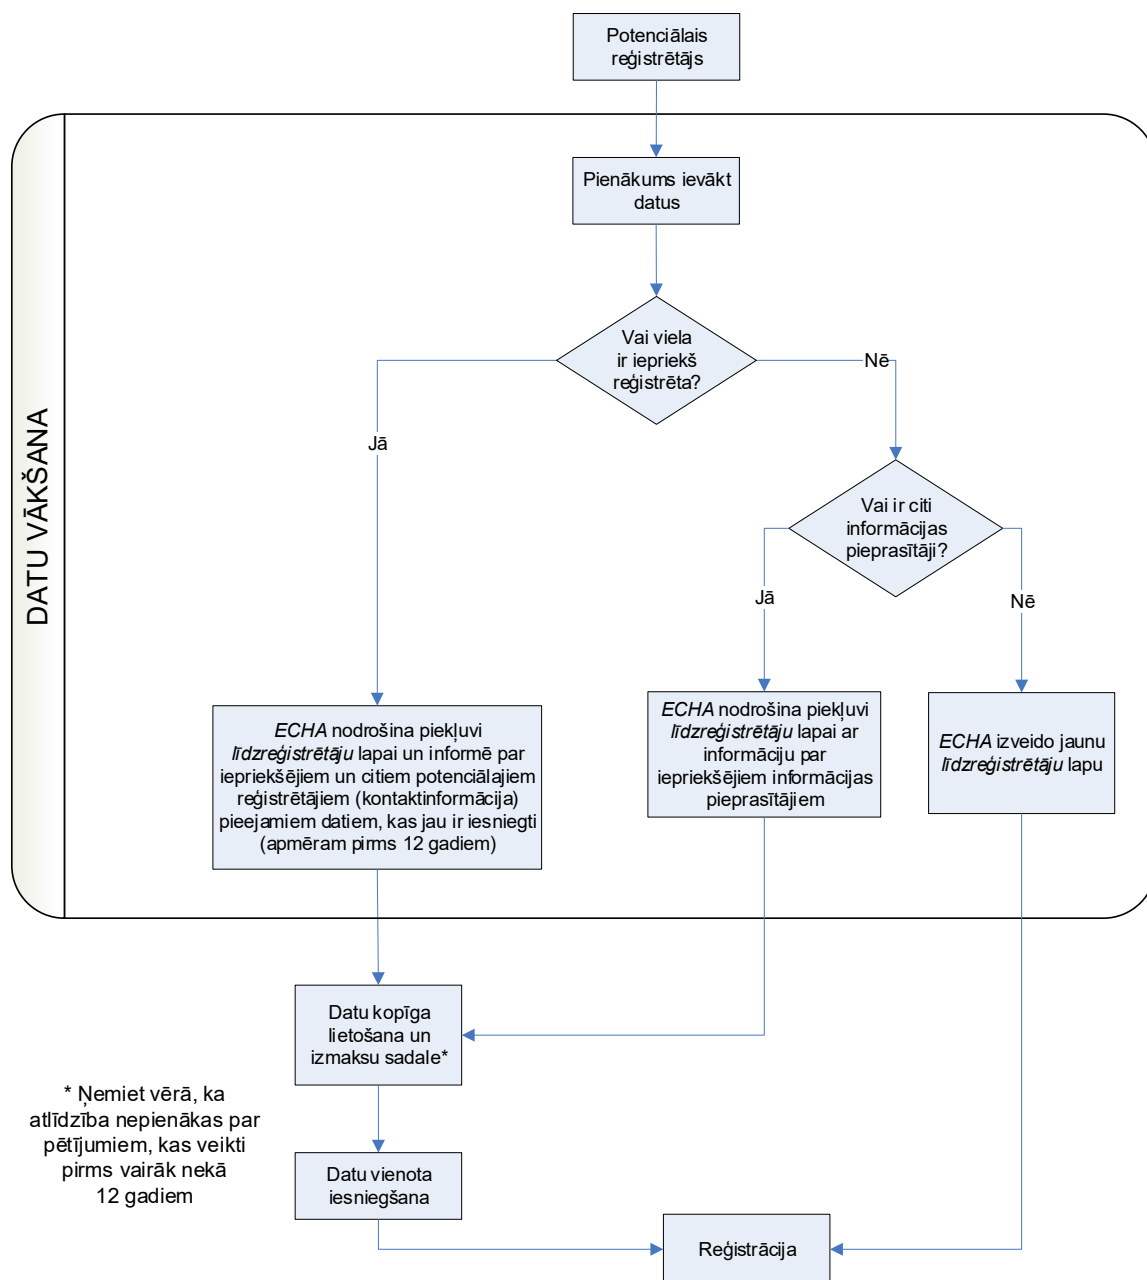 Potenciālais
reģistrētājs
DATU VĀKŠANA
Pienākums ievākt
datus
Vai viela
ir iepriekš
reģistrēta?
Jā
Nē
Vai ir citi
informācijas
pieprasītāji?
Jā
Nē
ECHA nodrošina piekļuvi
līdzreģistrētāju lapai un informē par
iepriekšējiem un citiem potenciālajiem
reģistrētājiem (kontaktinformācija)
pieejamiem datiem, kas jau ir iesniegti
(apmēram pirms 12 gadiem)
ECHA nodrošina piekļuvi
līdzreģistrētāju lapai ar
informāciju par
iepriekšējiem informācijas
pieprasītājiem
ECHA izveido jaunu
līdzreģistrētāju lapu
Datu kopīga
lietošana un
izmaksu sadale*
* Ņemiet vērā, ka
atlīdzība nepienākas par
pētījumiem, kas veikti
pirms vairāk nekā
12 gadiem
Datu vienota
iesniegšana
Reģistrācija